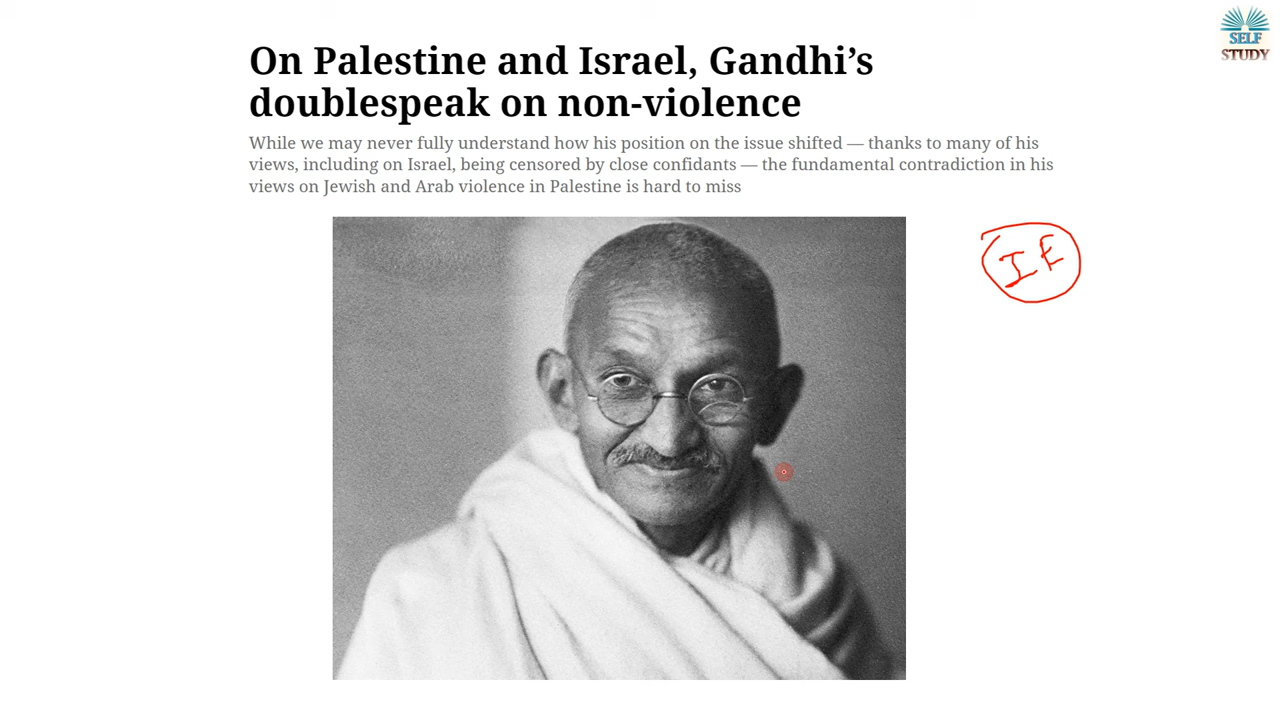 On Palestine and Israel, Gandhi’s
doublespeak on non-violence
While we may never fully understand how his position on the issue shifted — thanks to many of his
views, including on Israel, being censored by close confidants — the fundamental contradiction in his
views on Jewish and Arab violence in Palestine is hard to miss
IE
SELF
STUDY